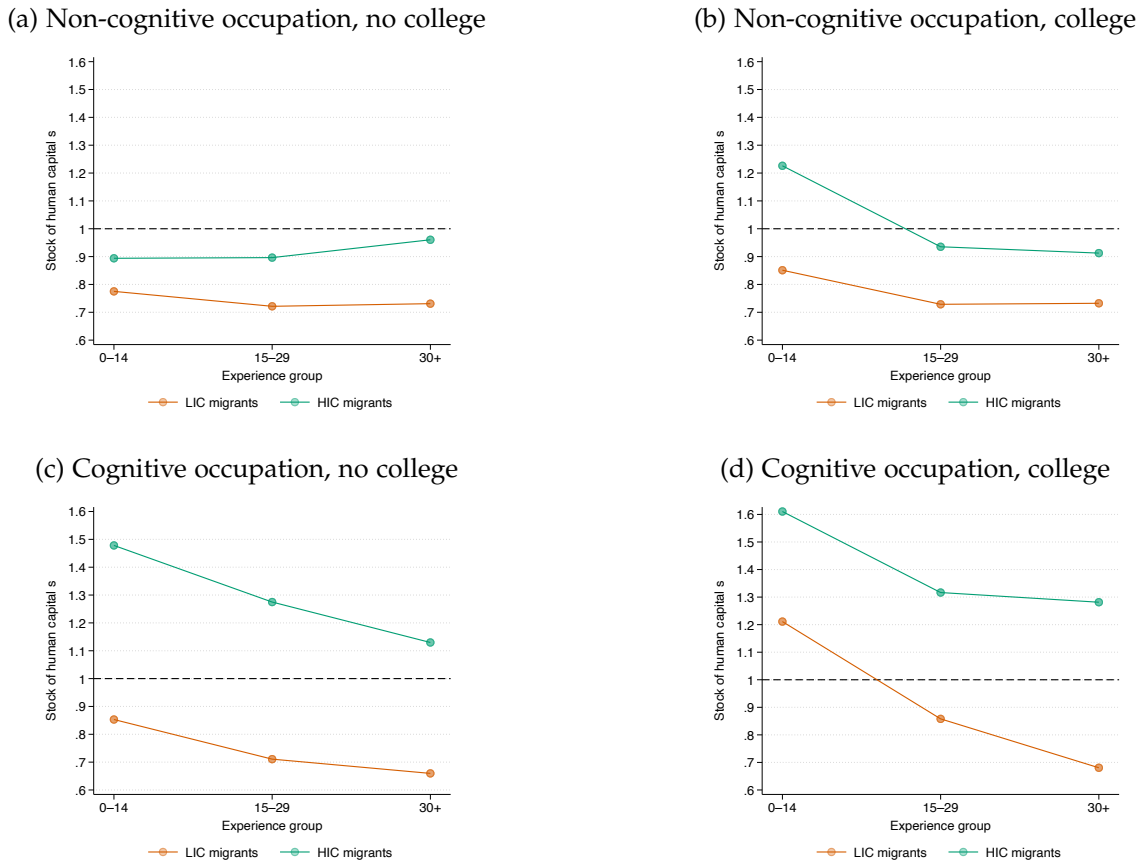 (a) Non-cognitive occupation, no college
Stock of human capital s
1.6
1.5
1.4
1.3
1.2
1.1
1
.9
.8
.7
.6
0–14
15–29
30+
Experience group
LIC migrants
HIC migrants
(b) Non-cognitive occupation, college
Stock of human capital s
1.6
1.5
1.4
1.3
1.2
1.1
1
.9
.8
.7
.6
0–14
15–29
30+
Experience group
LIC migrants
HIC migrants
(c) Cognitive occupation, no college
Stock of human capital s
1.6
1.5
1.4
1.3
1.2
1.1
1
.9
.8
.7
.6
0–14
15–29
30+
Experience group
LIC migrants
HIC migrants
(d) Cognitive occupation, college
Stock of human capital s
1.6
1.5
1.4
1.3
1.2
1.1
1
.9
.8
.7
.6
0–14
15–29
30+
Experience group
LIC migrants
HIC migrants